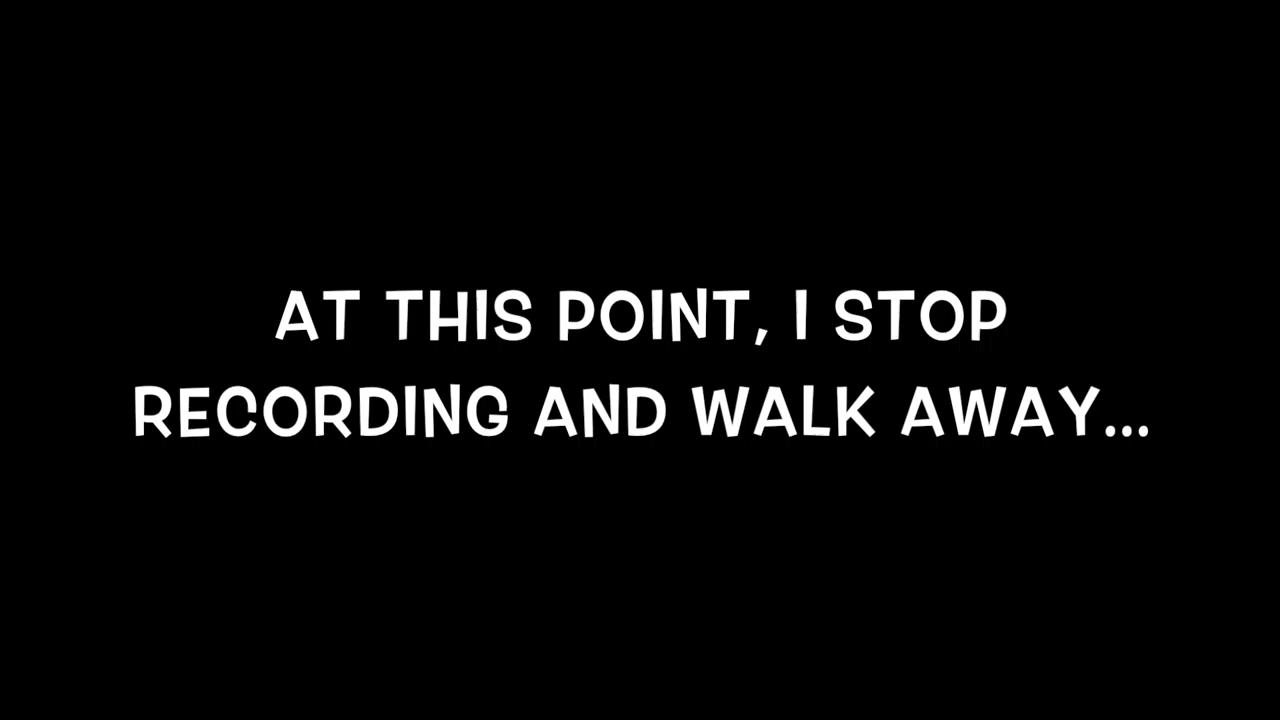 AT THIS POINT, I STOP
RECORDING AND WALK AWAY...